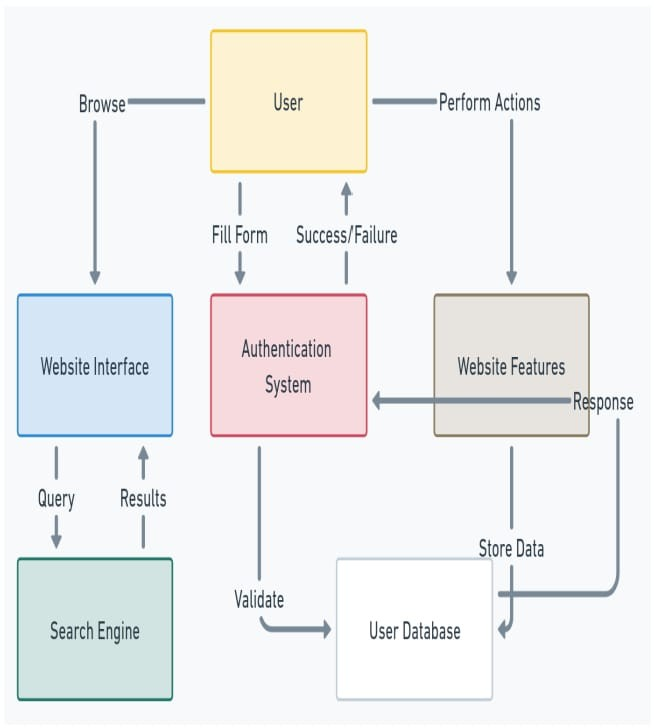 User
Browse
Perform Actions
Fill Form
Success/Failure
Website Interface
Authentication
System
Website Features
Response
Query
Results
Store Data
Validate
Search Engine
User Database